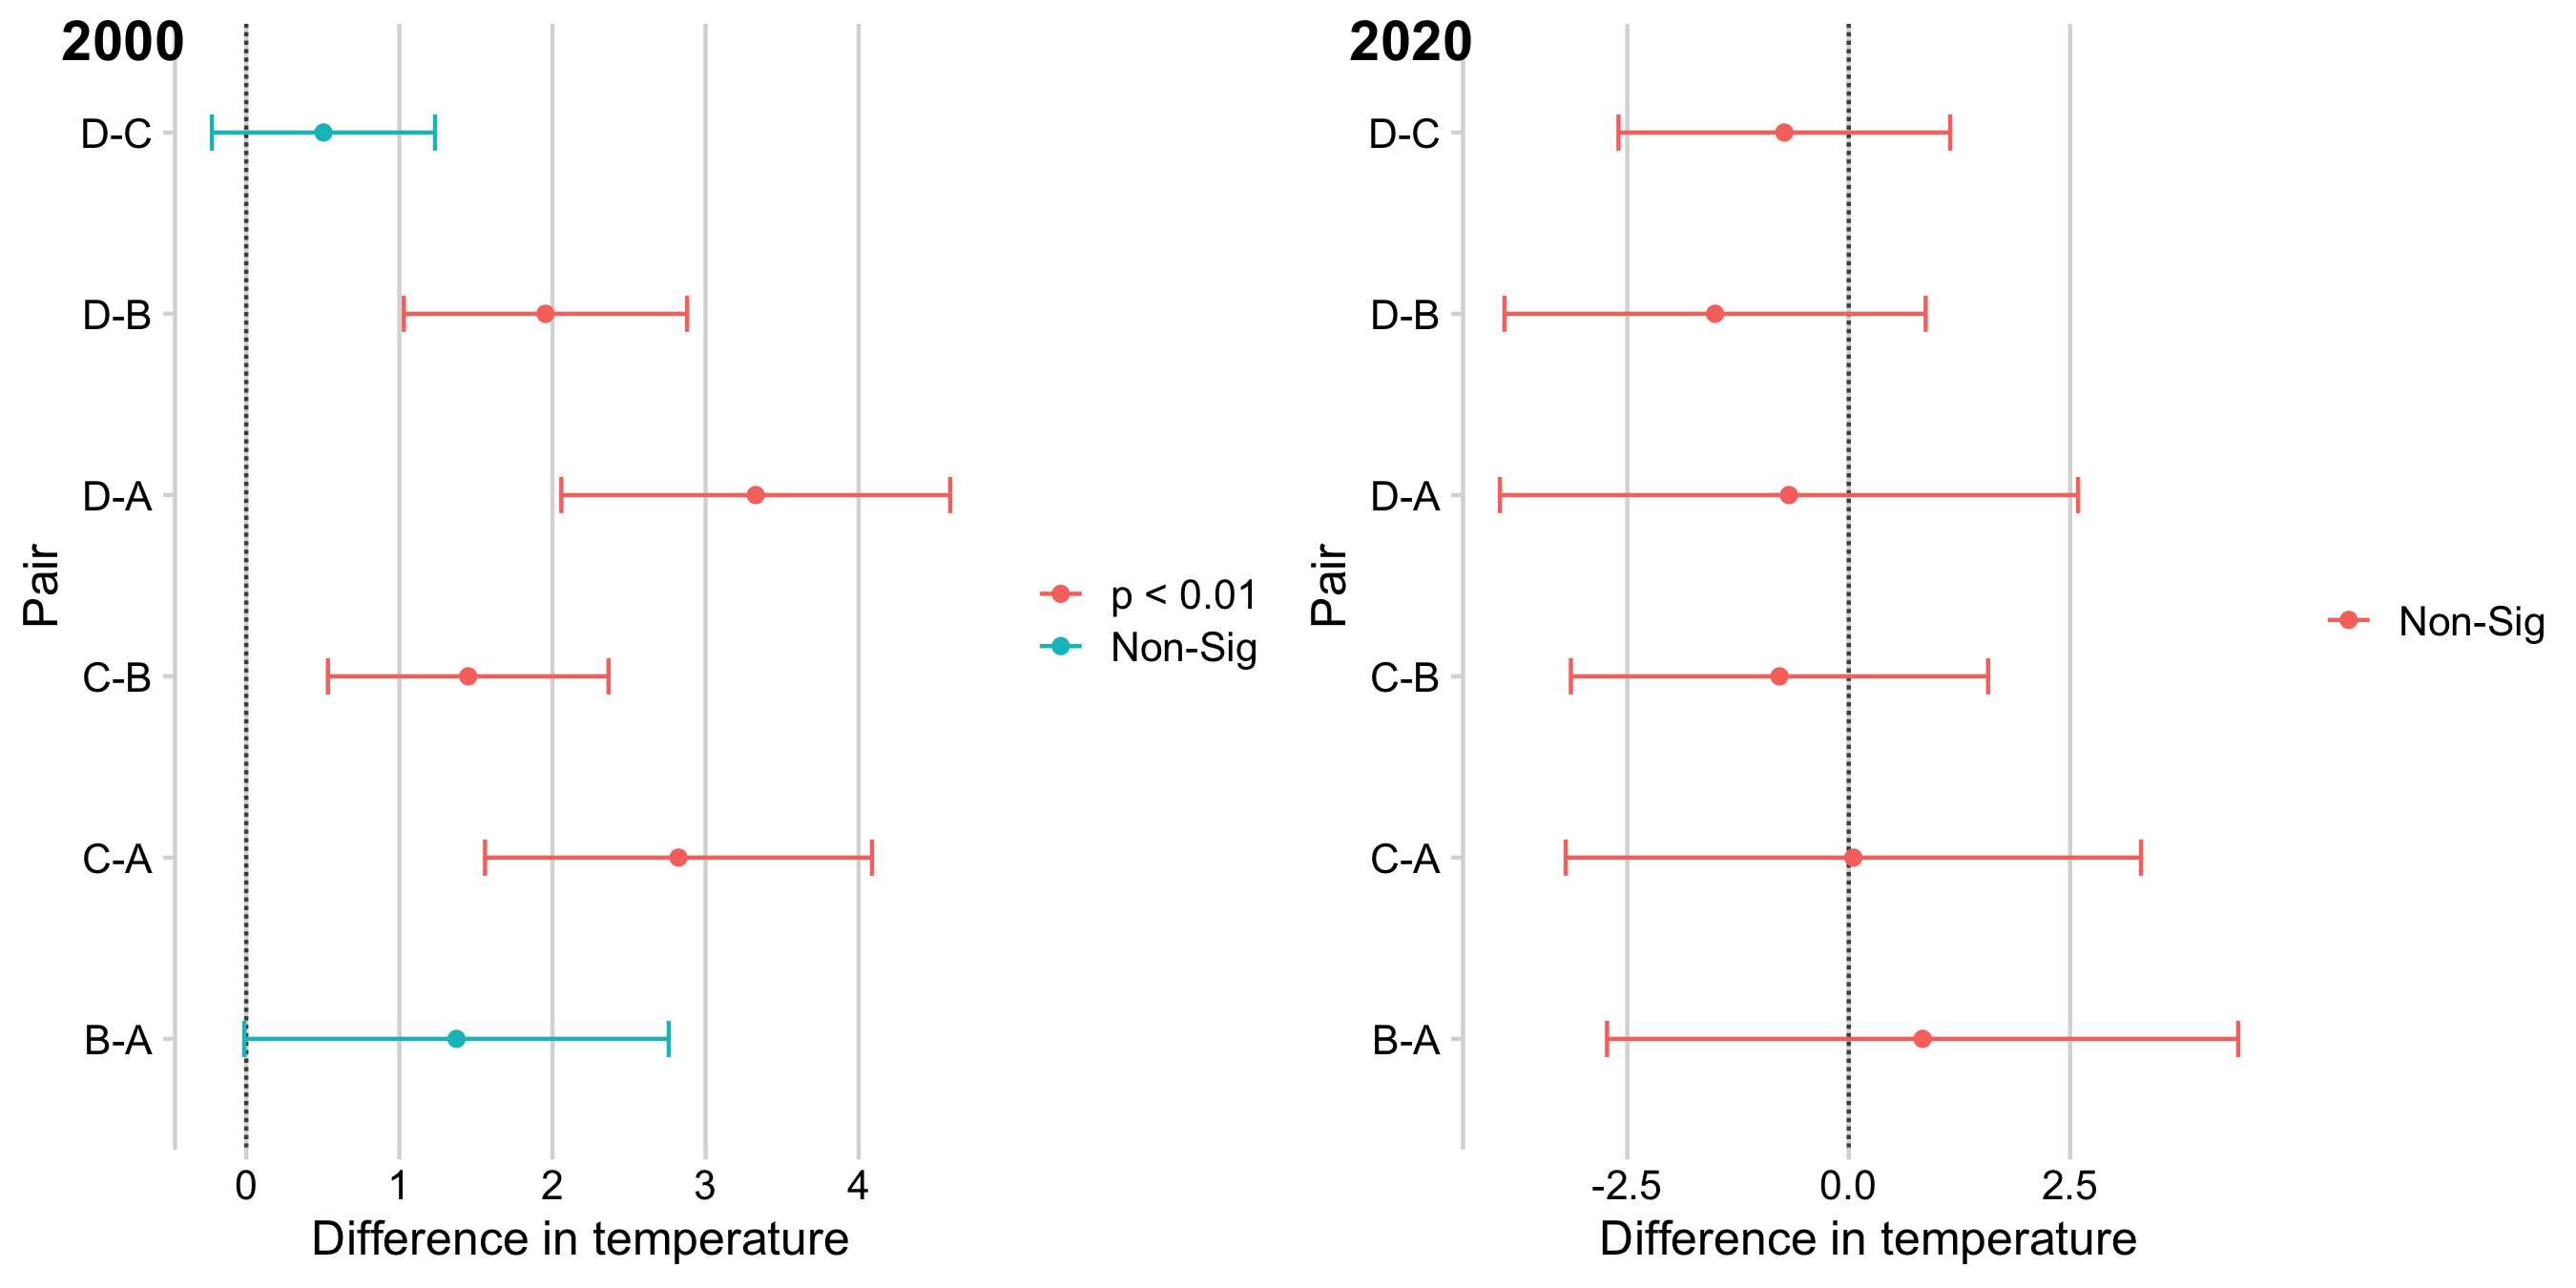 2000
D-C
D-B
D-A
C-B
C-A
B-A
Pair
0 1 2 3 4
Difference in temperature
p < 0.01
Non-Sig
2020
D-C
D-B
D-A
C-B
C-A
B-A
Pair
-2.5 0.0 2.5
Difference in temperature
Non-Sig